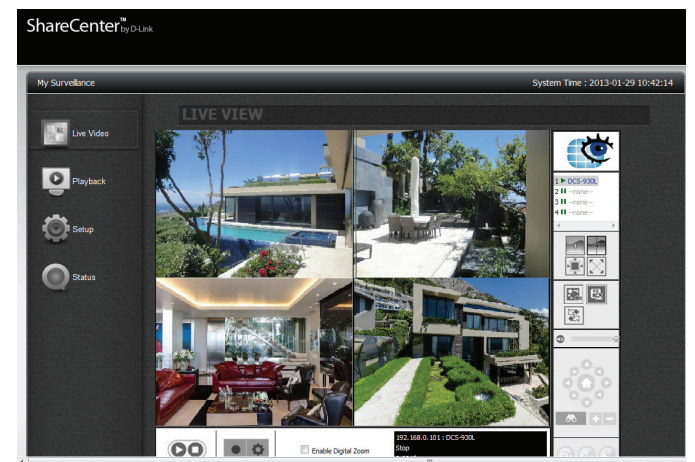 ShareCenter™ by D-Link
My Surveillance
System Time : 2013-01-29 10:42:14
LIVE VIEW
Live Video
Playback
Setup
Status
1 DCS-930L
2 --none--
3 --none--
4 --none--
Enable Digital Zoom
192.168.0.101 : DCS-930L
Stop